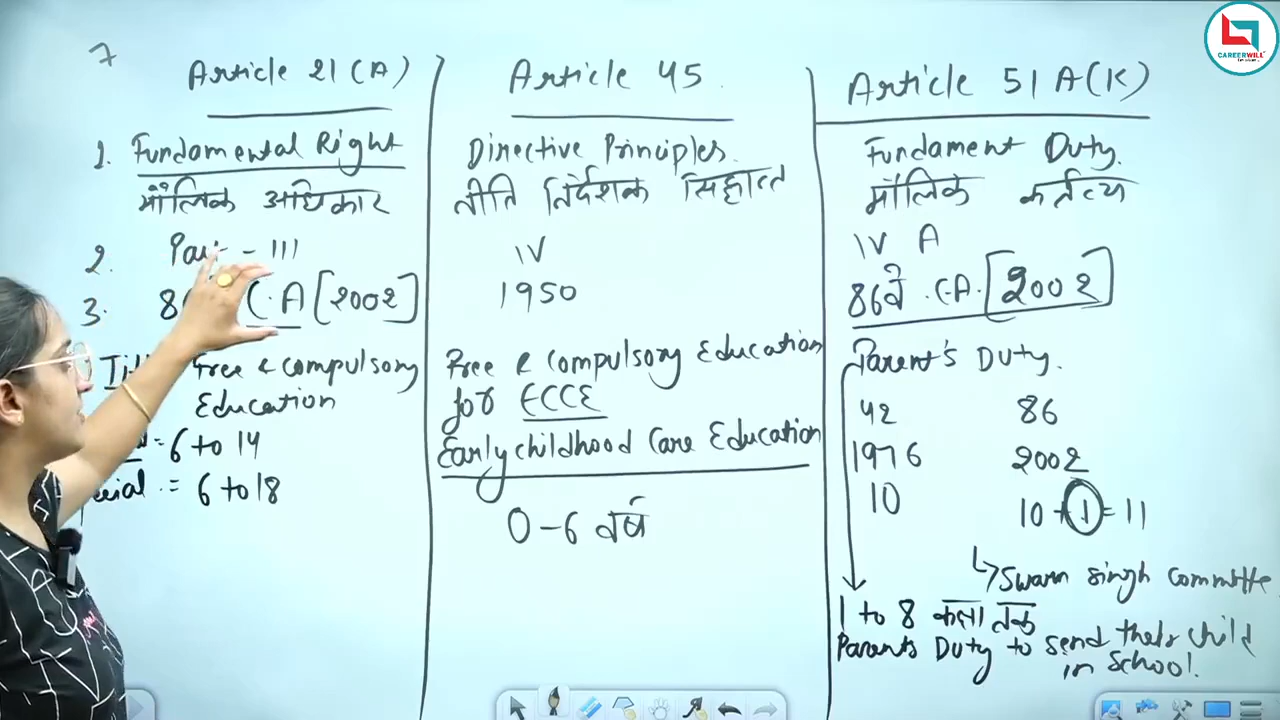 CAREERWILL
7
Article 21(A)
1. Fundamental Right
मौलिक अधिकार
2. - III
3. C.A [2002]
Free & compulsory
Education
= 6 to 14
= 6 to 18
Article 45
Directive Principles.
नीति निर्देशक सिद्धान्त
IV
1950
Free & Compulsory Education
for ECCE
Early childhood Care Education
0-6 वर्ष
Article 51 A(K)
Fundament Duty.
मौलिक कर्तव्य
IV A
86वें .C.A. [2002]
Parent's Duty.
42 86
1976 2002
10 10 + 1 = 11
Swarn Singh Committe
1 to 8 कक्षा तक
Parents Duty to send their child
in School.